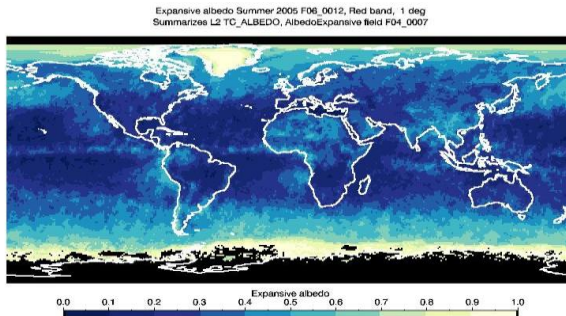 Expansive albedo Summer 2005 F06_0012, Red band, 1 deg
Summarizes L2 TC_ALBEDO, AlbedoExpansive field F04_0007
Expansive albedo
0.0 0.1 0.2 0.3 0.4 0.5 0.6 0.7 0.8 0.9 1.0